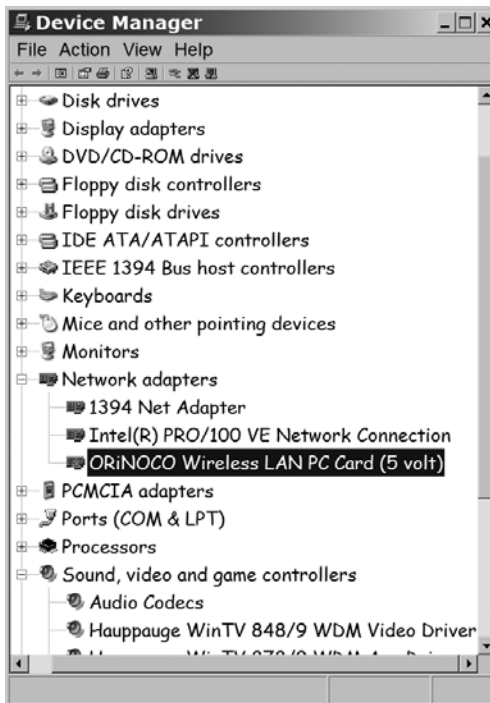 Device Manager
File Action View Help
Disk drives
Display adapters
DVD/CD-ROM drives
Floppy disk controllers
Floppy disk drives
IDE ATA/ATAPI controllers
IEEE 1394 Bus host controllers
Keyboards
Mice and other pointing devices
Monitors
Network adapters
1394 Net Adapter
Intel(R) PRO/100 VE Network Connection
ORiNOCO Wireless LAN PC Card (5 volt)
PCMCIA adapters
Ports (COM & LPT)
Processors
Sound, video and game controllers
Audio Codecs
Hauppauge WinTV 848/9 WDM Video Driver